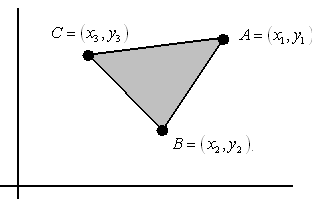 C = (x₃, y₃)
A = (x₁, y₁)
B = (x₂, y₂).